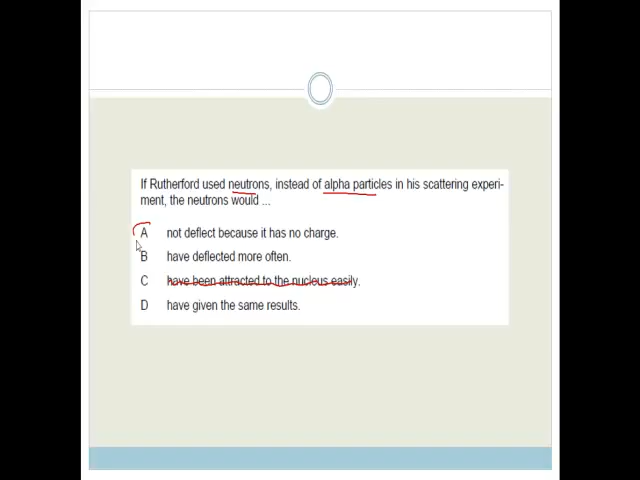 If Rutherford used neutrons, instead of alpha particles in his scattering experi-
ment, the neutrons would ...
A not deflect because it has no charge.
B have deflected more often.
C have been attracted to the nucleus easily.
D have given the same results.